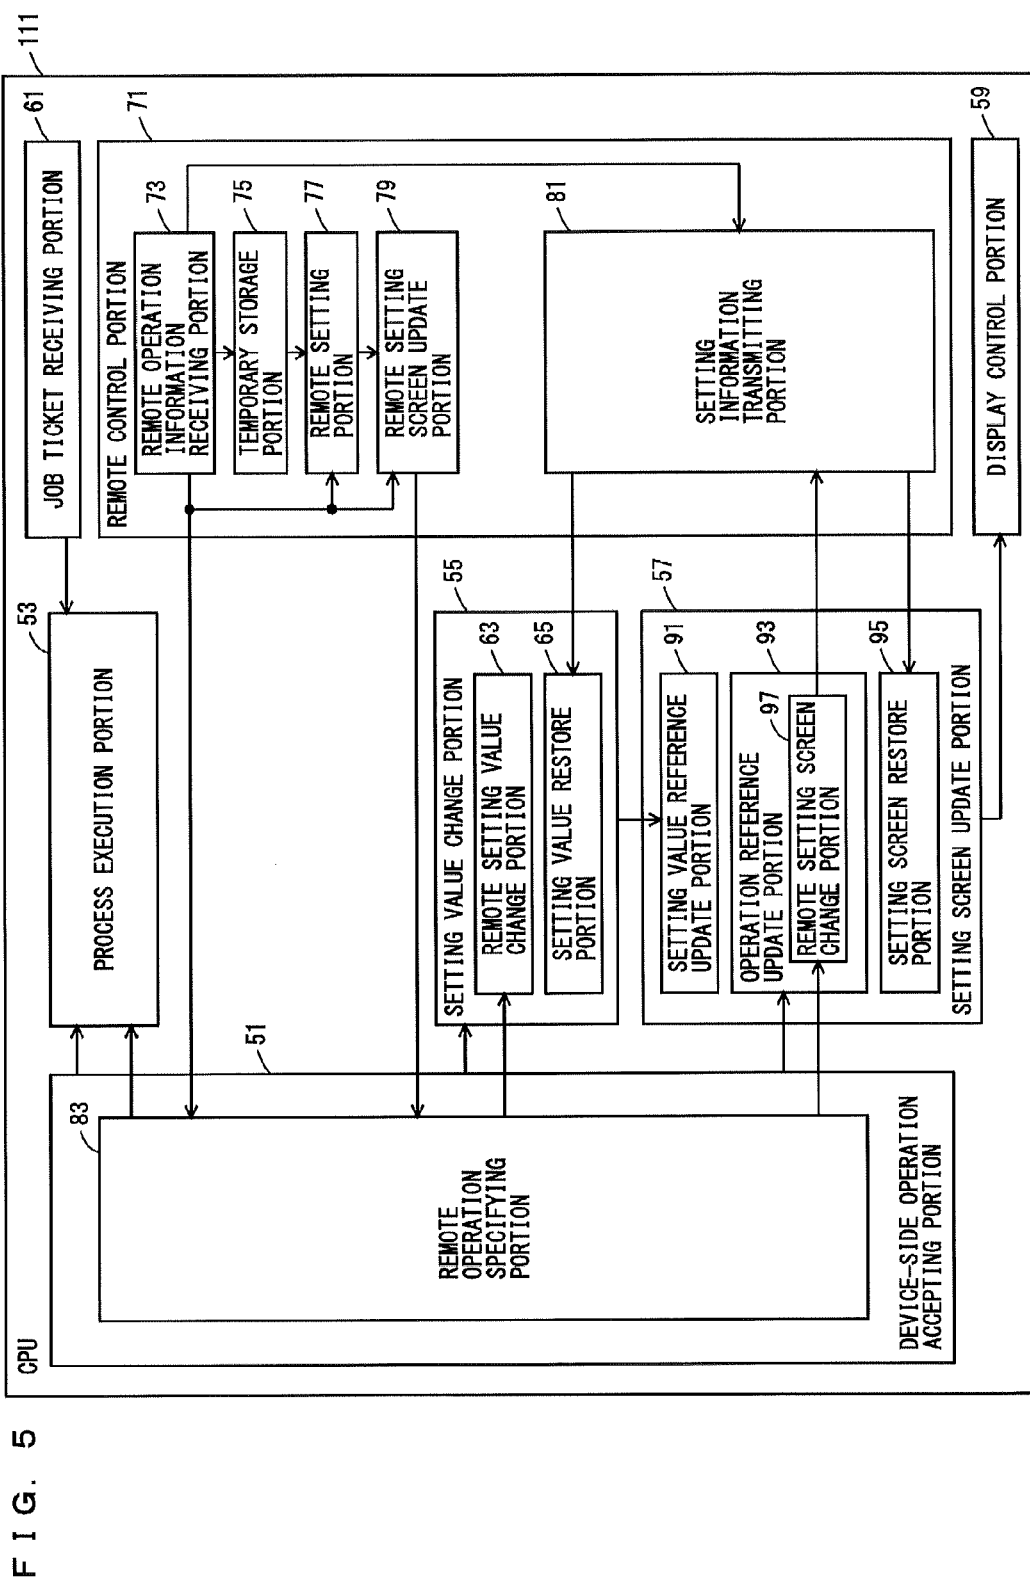 FIG. 5
111
CPU
61
JOB TICKET RECEIVING PORTION
53
PROCESS EXECUTION PORTION
71
REMOTE CONTROL PORTION
73
REMOTE OPERATION
INFORMATION
RECEIVING PORTION
75
TEMPORARY STORAGE
PORTION
77
REMOTE SETTING
PORTION
79
REMOTE SETTING
SCREEN UPDATE
PORTION
81
SETTING
INFORMATION
TRANSMITTING
PORTION
51
83
REMOTE
OPERATION
SPECIFYING
PORTION
DEVICE-SIDE OPERATION
ACCEPTING PORTION
55
SETTING VALUE CHANGE PORTION
63
REMOTE SETTING VALUE
CHANGE PORTION
65
SETTING VALUE RESTORE
PORTION
57
91
SETTING VALUE REFERENCE
UPDATE PORTION
93
OPERATION REFERENCE
UPDATE PORTION
97
REMOTE SETTING SCREEN
CHANGE PORTION
95
SETTING SCREEN RESTORE
PORTION
SETTING SCREEN UPDATE PORTION
59
DISPLAY CONTROL PORTION